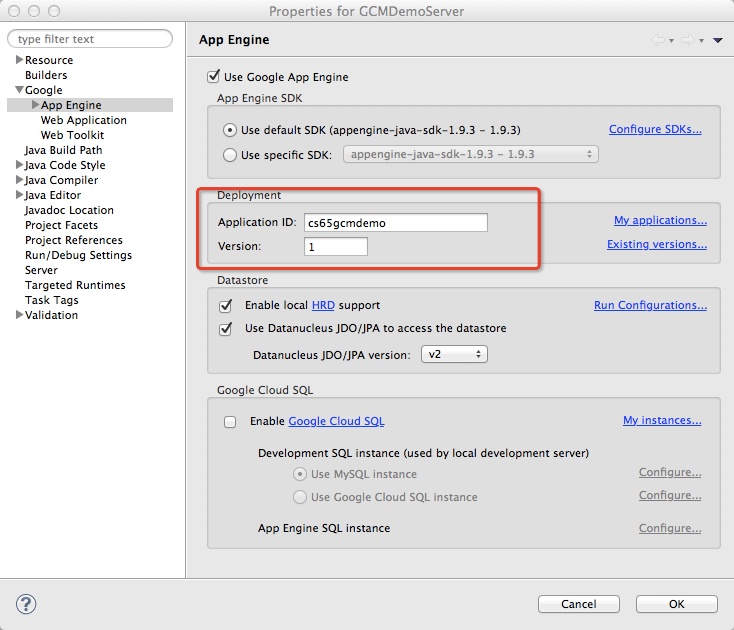 Properties for GCMDemoServer
type filter text
Resource
Builders
Google
App Engine
Web Application
Web Toolkit
Java Build Path
Java Code Style
Java Compiler
Java Editor
Javadoc Location
Project Facets
Project References
Run/Debug Settings
Server
Targeted Runtimes
Task Tags
Validation
App Engine
Use Google App Engine
App Engine SDK
Use default SDK (appengine-java-sdk-1.9.3 - 1.9.3) Configure SDKs...
Use specific SDK: appengine-java-sdk-1.9.3 - 1.9.3
Deployment
Application ID: cs65gcmdemo My applications...
Version: 1 Existing versions...
Datastore
Enable local HRD support Run Configurations...
Use Datanucleus JDO/JPA to access the datastore
Datanucleus JDO/JPA version: v2
Google Cloud SQL
Enable Google Cloud SQL My instances...
Development SQL instance (used by local development server)
Use MySQL instance Configure...
Use Google Cloud SQL instance Configure...
App Engine SQL instance Configure...
? Cancel OK